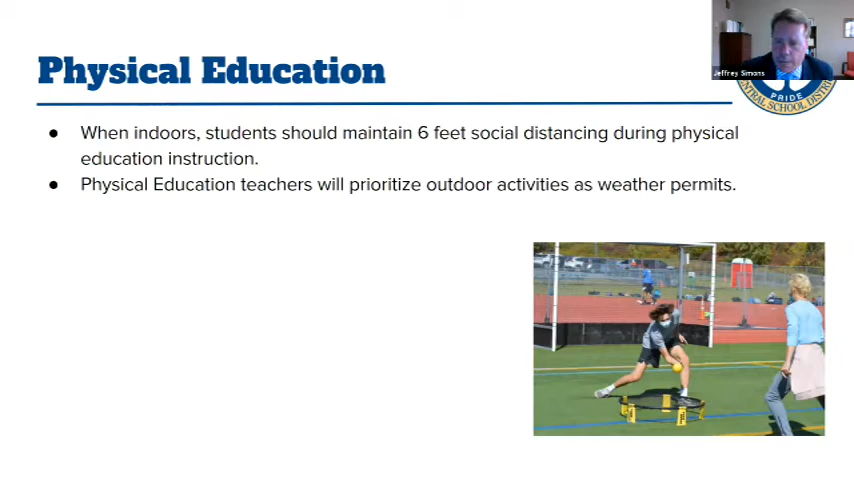 Jeffrey Simons
Physical Education
PRIDE
CENTRAL SCHOOL DISTRI
● When indoors, students should maintain 6 feet social distancing during physical
education instruction.
● Physical Education teachers will prioritize outdoor activities as weather permits.